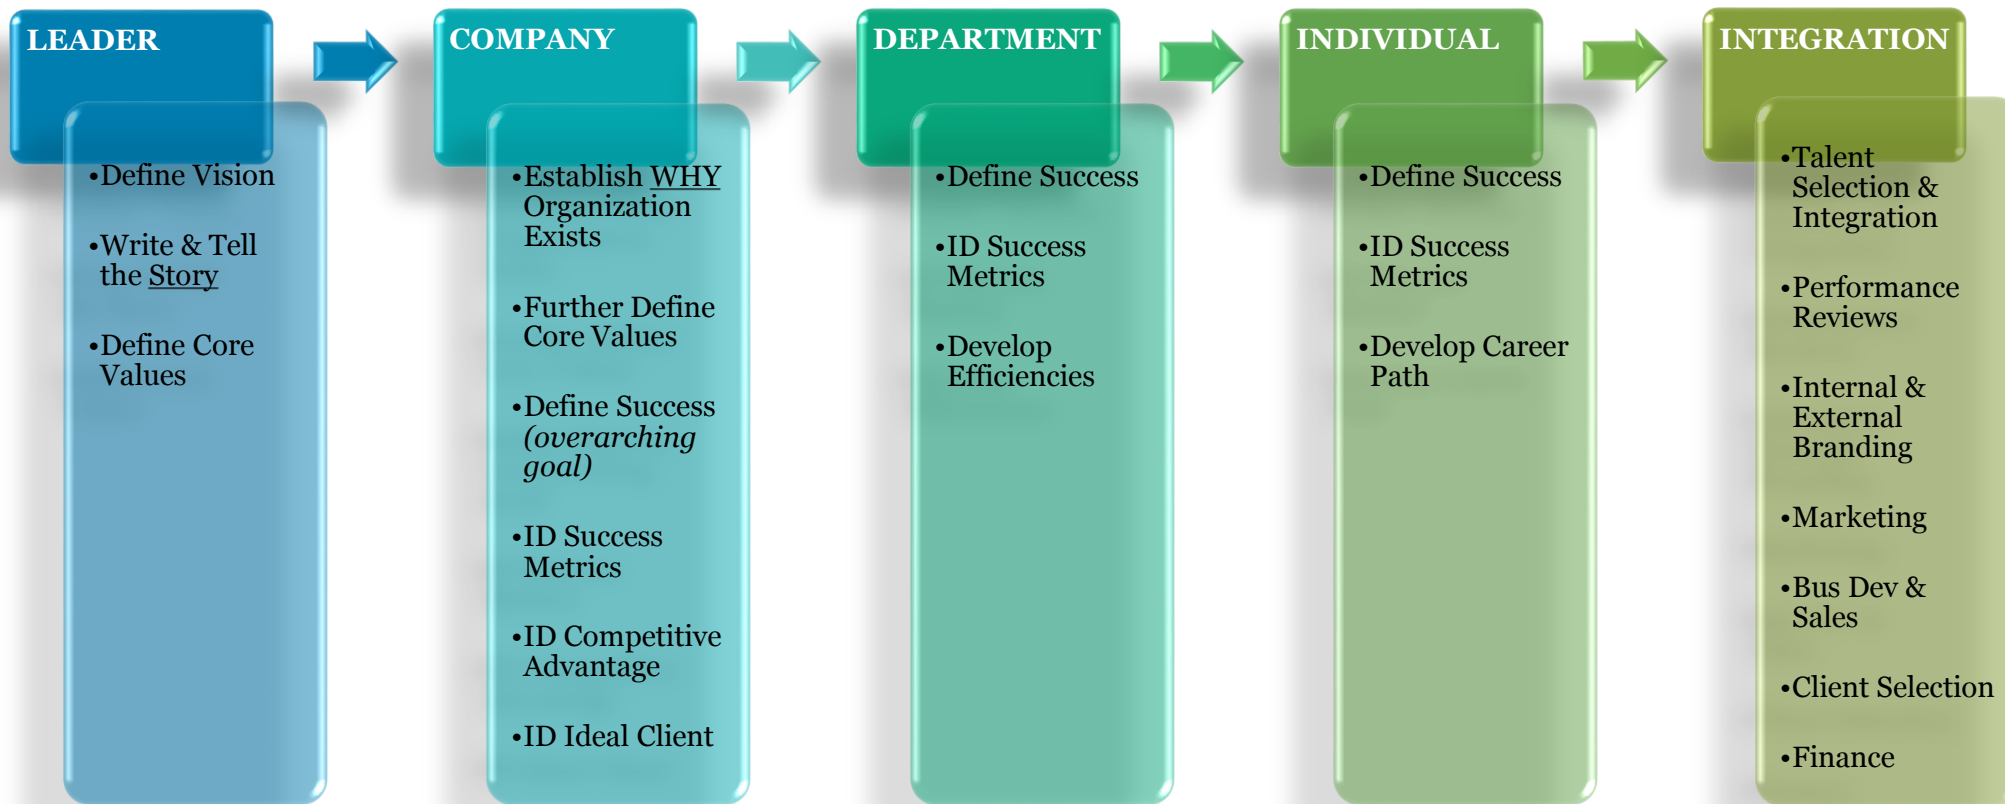 LEADER
•Define Vision
•Write & Tell
the Story
•Define Core
Values
COMPANY
•Establish WHY
Organization
Exists
•Further Define
Core Values
•Define Success
(overarching
goal)
•ID Success
Metrics
•ID Competitive
Advantage
•ID Ideal Client
DEPARTMENT
•Define Success
•ID Success
Metrics
•Develop
Efficiencies
INDIVIDUAL
•Define Success
•ID Success
Metrics
•Develop Career
Path
INTEGRATION
•Talent
Selection &
Integration
•Performance
Reviews
•Internal &
External
Branding
•Marketing
•Bus Dev &
Sales
•Client Selection
•Finance